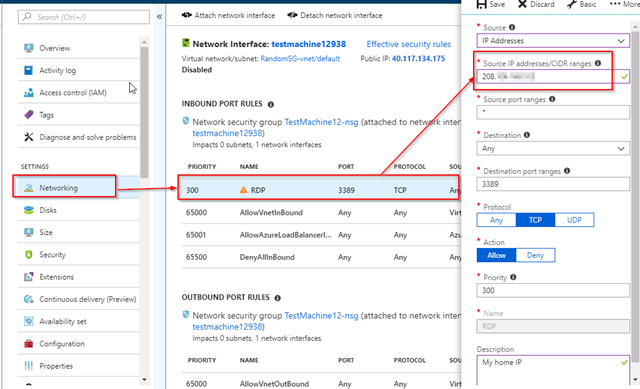 Search (Ctrl+/)
Overview
Activity log
Access control (IAM)
Tags
Diagnose and solve problems
SETTINGS
Networking
Disks
Size
Security
Extensions
Continuous delivery (Preview)
Availability set
Configuration
Properties
Attach network interface
Detach network interface
Network Interface: testmachine12938
Effective security rules
Virtual network/subnet: RandomSG-vnet/default
Public IP: 40.117.134.175
Disabled
INBOUND PORT RULES
Network security group TestMachine12-nsg (attached to network interf
testmachine12938)
Impacts 0 subnets, 1 network interfaces
PRIORITY NAME PORT PROTOCOL SOU
300 RDP 3389 TCP Any
65000 AllowVnetInBound Any Any Virt
65001 AllowAzureLoadBalancerI... Any Any Azu
65500 DenyAllInBound Any Any Any
OUTBOUND PORT RULES
Network security group TestMachine12-nsg (attached to network interf
testmachine12938)
Impacts 0 subnets, 1 network interfaces
PRIORITY NAME PORT PROTOCOL SOU
65000 AllowVnetOutBound Any Any Virt
Save Discard Basic More
* Source
IP Addresses
* Source IP addresses/CIDR ranges
208.
* Source port ranges
*
* Destination
Any
* Destination port ranges
3389
* Protocol
Any TCP UDP
* Action
Allow Deny
* Priority
300
* Name
RDP
Description
My home IP